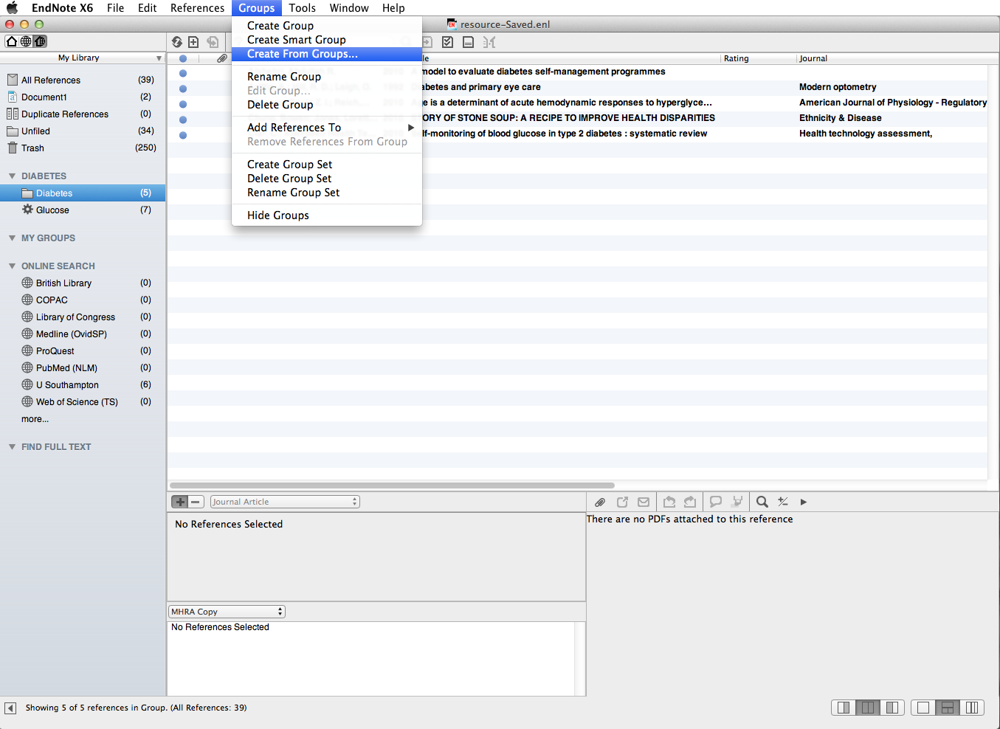 EndNote X6 File Edit References Groups Tools Window Help
resource-Saved.enl
My Library
All References (39)
Document1 (2)
Duplicate References (0)
Unfiled (34)
Trash (250)
DIABETES
Diabetes (5)
Glucose (7)
MY GROUPS
ONLINE SEARCH
British Library (0)
COPAC (0)
Library of Congress (0)
Medline (OvidSP) (0)
ProQuest (0)
PubMed (NLM) (0)
U Southampton (6)
Web of Science (TS) (0)
more...
FIND FULL TEXT
Create Group
Create Smart Group
Create From Groups...
Rename Group
Edit Group...
Delete Group
Add References To
Remove References From Group
Create Group Set
Delete Group Set
Rename Group Set
Hide Groups
le Rating Journal
model to evaluate diabetes self-management programmes
abetes and primary eye care Modern optometry
e is a determinant of acute hemodynamic responses to hyperglyce... American Journal of Physiology - Regulatory
ORY OF STONE SOUP: A RECIPE TO IMPROVE HEALTH DISPARITIES Ethnicity & Disease
lf-monitoring of blood glucose in type 2 diabetes : systematic review Health technology assessment,
Journal Article
No References Selected
There are no PDFs attached to this reference
MHRA Copy
No References Selected
Showing 5 of 5 references in Group. (All References: 39)